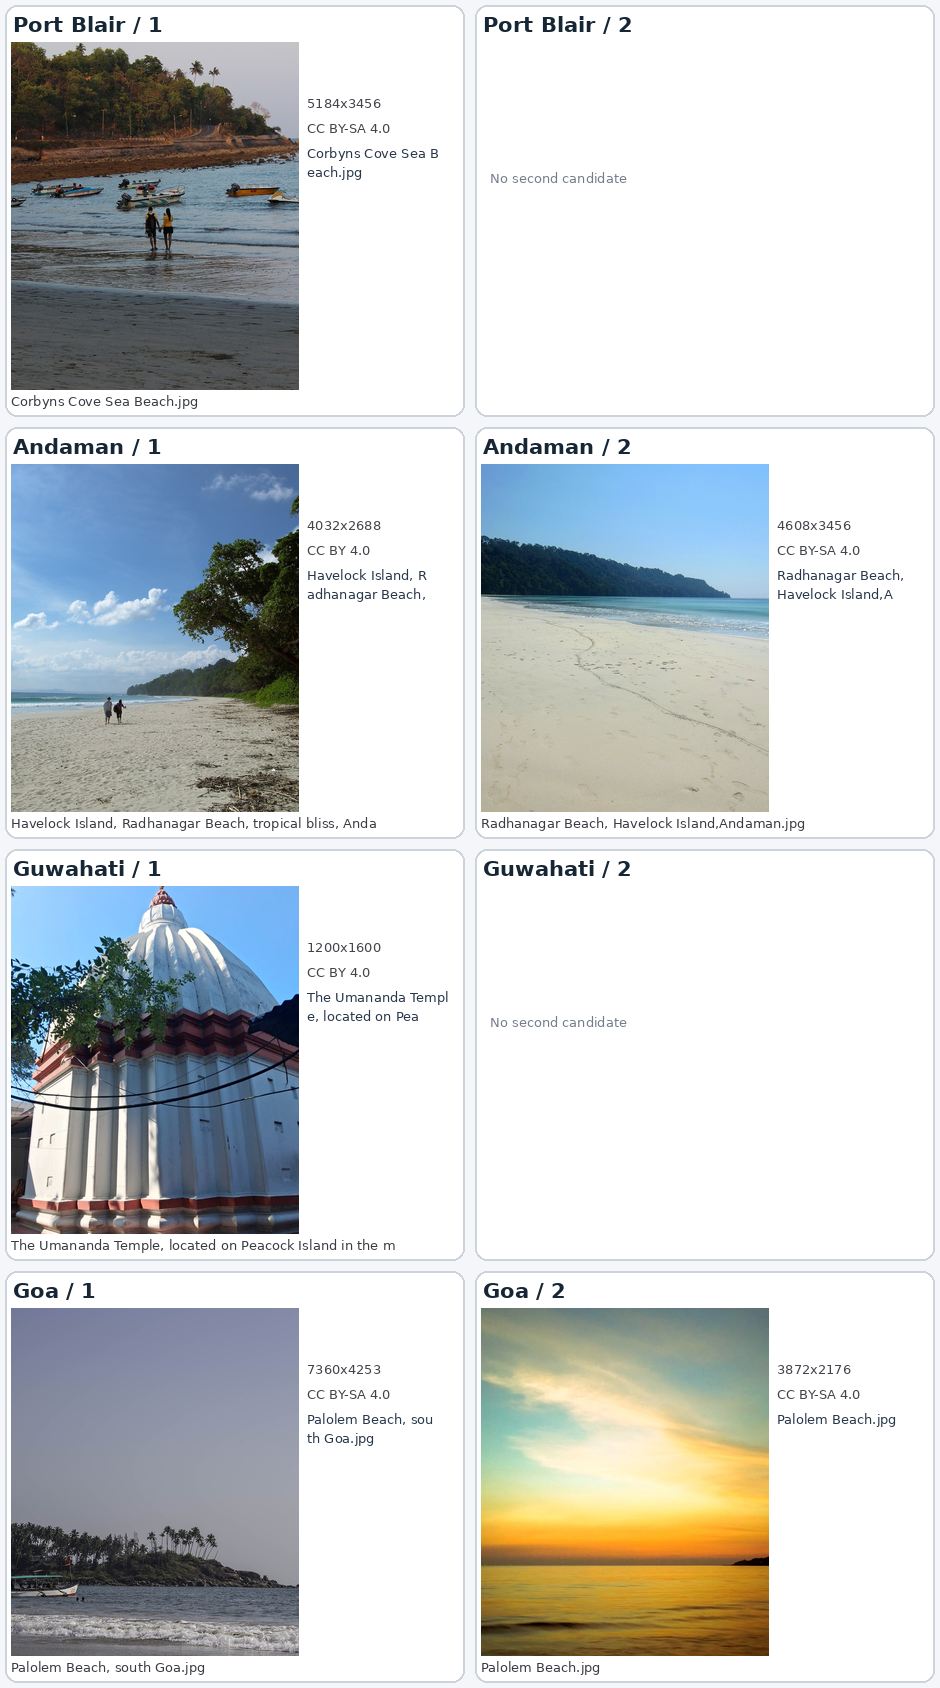 Port Blair / 1
5184x3456
CC BY-SA 4.0
Corbyns Cove Sea B
each.jpg
Corbyns Cove Sea Beach.jpg
Port Blair / 2
No second candidate
Andaman / 1
4032x2688
CC BY 4.0
Havelock Island, R
adhanagar Beach,
Havelock Island, Radhanagar Beach, tropical bliss, Anda
Andaman / 2
4608x3456
CC BY-SA 4.0
Radhanagar Beach,
Havelock Island,A
Radhanagar Beach, Havelock Island,Andaman.jpg
Guwahati / 1
1200x1600
CC BY 4.0
The Umananda Templ
e, located on Pea
The Umananda Temple, located on Peacock Island in the m
Guwahati / 2
No second candidate
Goa / 1
7360x4253
CC BY-SA 4.0
Palolem Beach, sou
th Goa.jpg
Palolem Beach, south Goa.jpg
Goa / 2
3872x2176
CC BY-SA 4.0
Palolem Beach.jpg
Palolem Beach.jpg